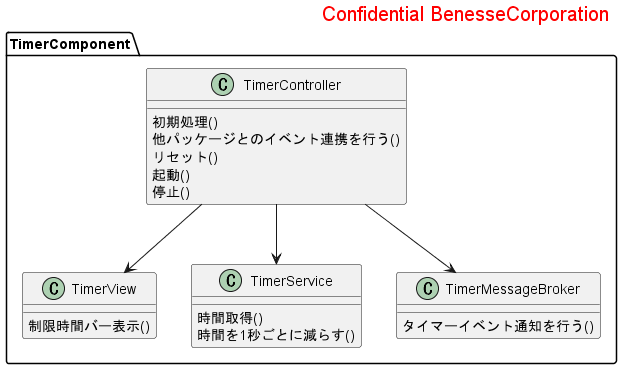 Confidential BenesseCorporation
TimerComponent
C TimerController
初期処理()
他パッケージとのイベント連携を行う()
リセット()
起動()
停止()
C TimerView
制限時間バー表示()
C TimerService
時間取得()
時間を1秒ごとに減らす()
C TimerMessageBroker
タイマーイベント通知を行う()